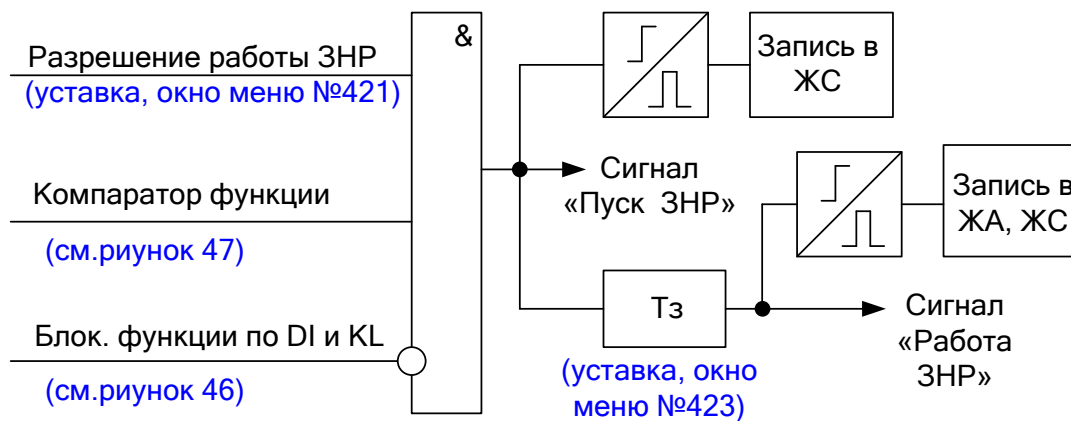 Разрешение работы ЗНР
(уставка, окно меню №421)
Компаратор функции
(см.риунок 47)
Блок. функции по DI и KL
(см.риунок 46)
&
Запись в
ЖС
Сигнал
«Пуск ЗНР»
Запись в
ЖА, ЖС
Тз
(уставка, окно
меню №423)
Сигнал
«Работа
ЗНР»